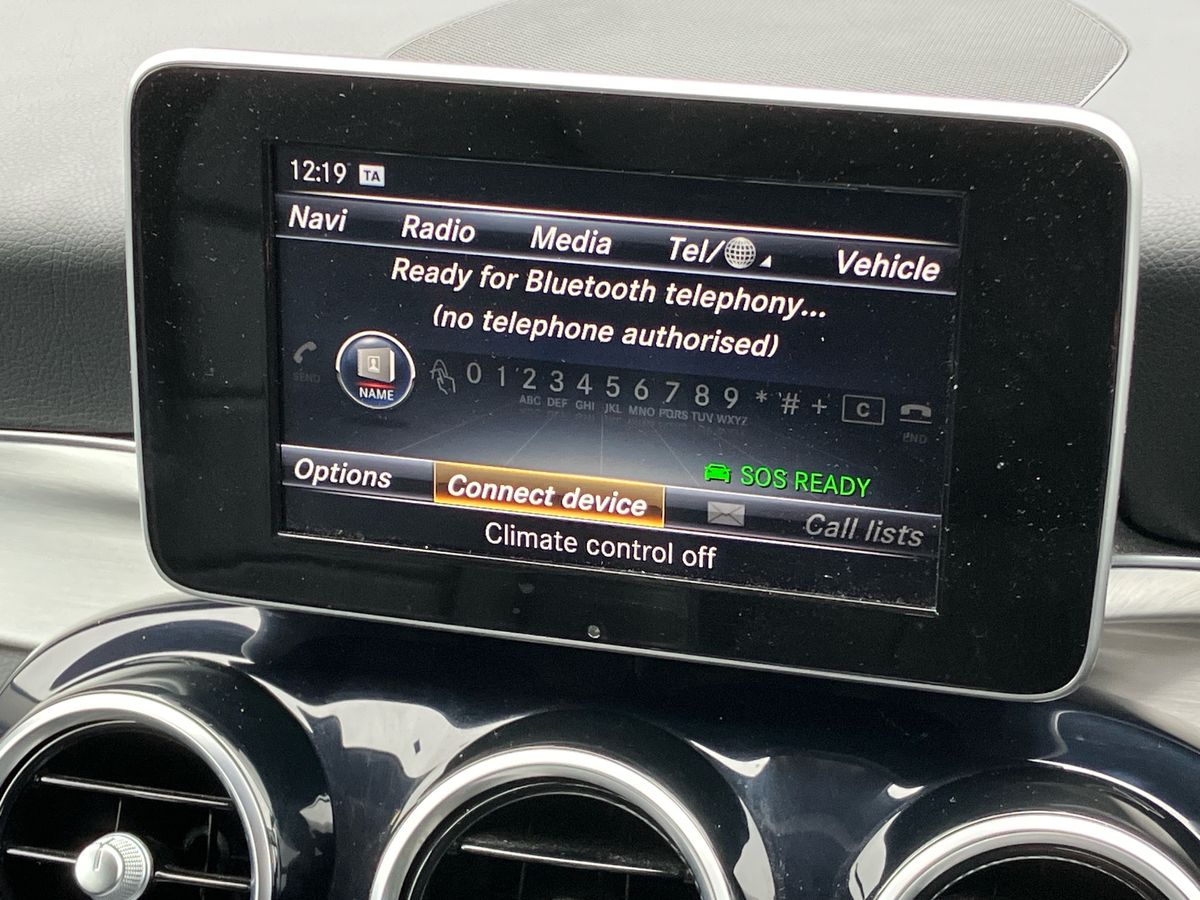 12:19 TA
Navi Radio Media Tel/ Vehicle
Ready for Bluetooth telephony...
(no telephone authorised)
SEND NAME 0 1 2 3 4 5 6 7 8 9 * # + C END
ABC DEF GHI JKL MNO PQRS TUV WXYZ
SOS READY
Options Connect device Call lists
Climate control off